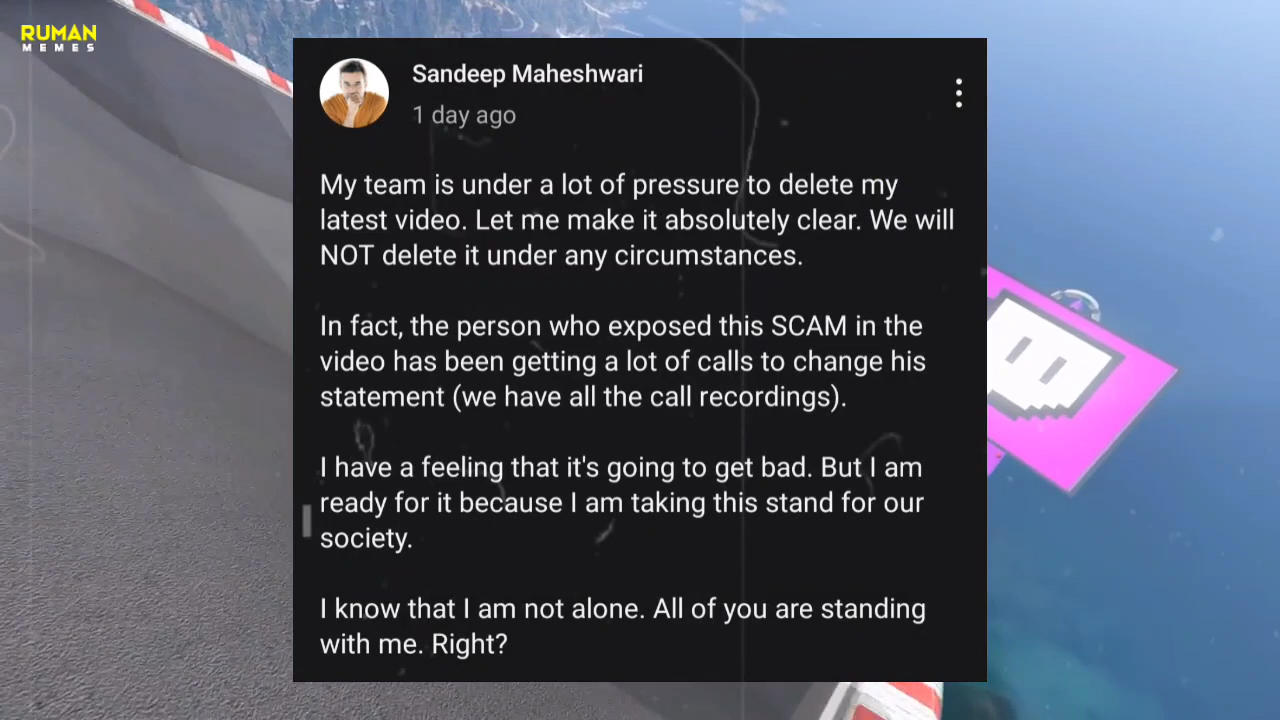 RUMAN
MEMES
Sandeep Maheshwari
1 day ago
My team is under a lot of pressure to delete my
latest video. Let me make it absolutely clear. We will
NOT delete it under any circumstances.
In fact, the person who exposed this SCAM in the
video has been getting a lot of calls to change his
statement (we have all the call recordings).
I have a feeling that it's going to get bad. But I am
ready for it because I am taking this stand for our
society.
I know that I am not alone. All of you are standing
with me. Right?